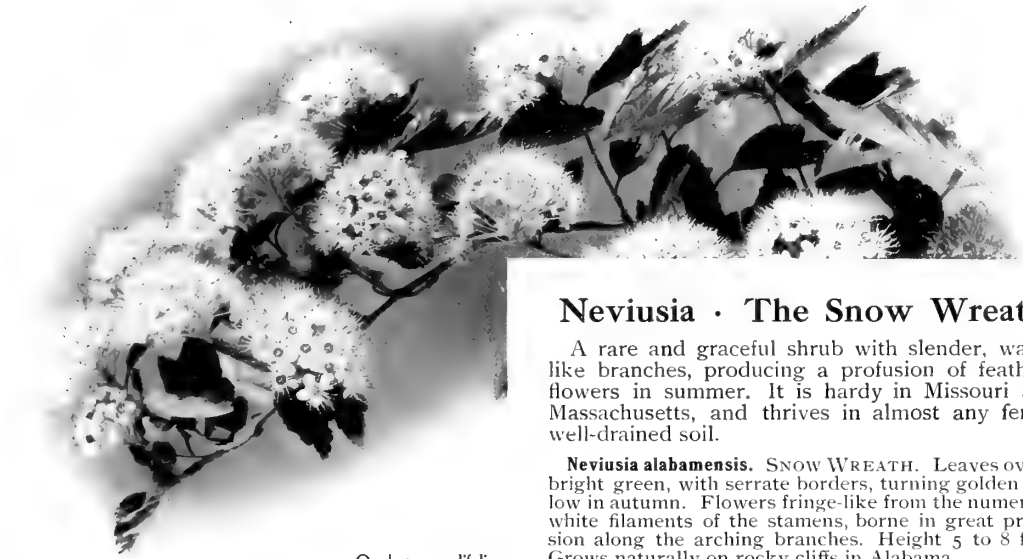 Neviusia · The Snow Wreat
A rare and graceful shrub with slender, wa
like branches, producing a profusion of feath
flowers in summer. It is hardy in Missouri
Massachusetts, and thrives in almost any fer
well-drained soil.
Neviusia alabamensis. SNOW WREATH. Leaves ov
bright green, with serrate borders, turning golden
low in autumn. Flowers fringe-like from the numer
white filaments of the stamens, borne in great pr
sion along the arching branches. Height 5 to 8 f
Grows naturally on rocky cliffs in Alabama